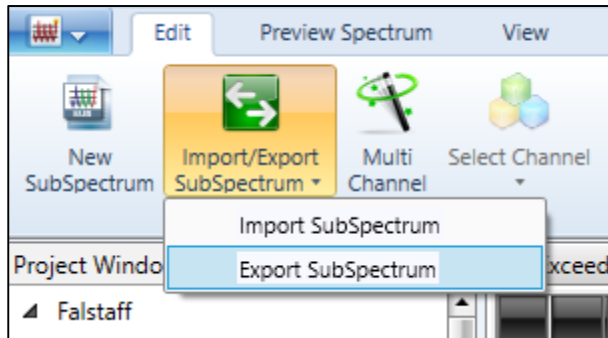 Edit Preview Spectrum View
New
SubSpectrum
Import/Export
SubSpectrum
Multi
Channel
Select Channel
Import SubSpectrum
Export SubSpectrum
Project Windo
xceed
Falstaff